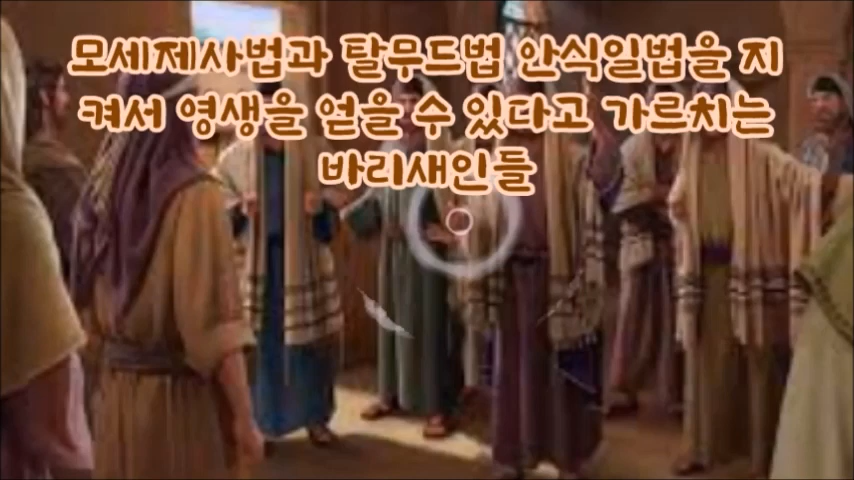 모세제사법과 탈무드법 안식일법을 지
켜서 영생을 얻을 수 있다고 가르치는
바리새인들